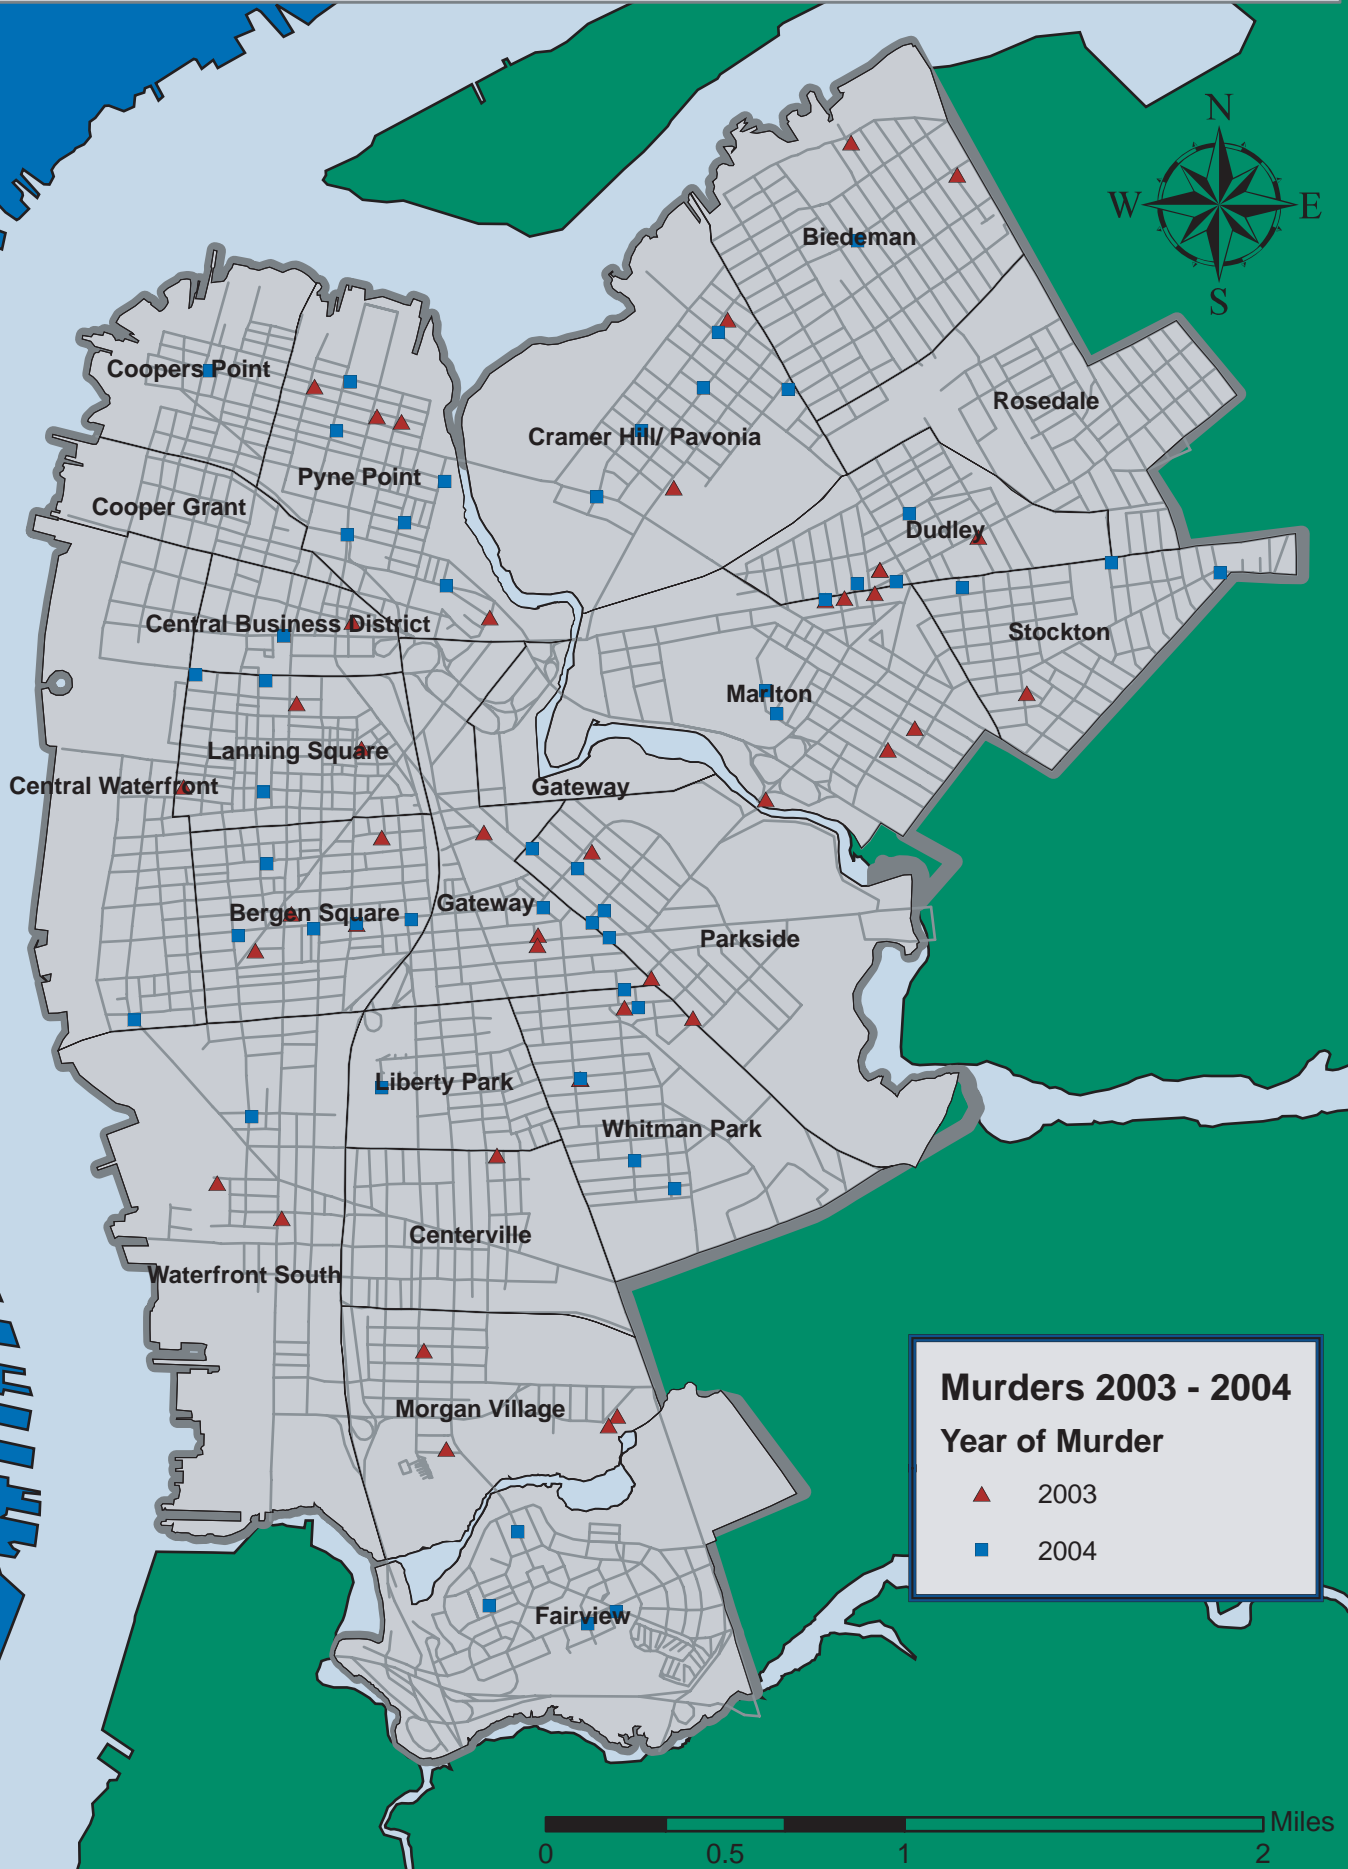 N
W
E
S
Biedeman
Coopers Point
Rosedale
Cramer Hill/ Pavonia
Pyne Point
Cooper Grant
Dudley
Central Business District
Stockton
Marlton
Lanning Square
Central Waterfront
Gateway
Gateway
Bergen Square
Parkside
Liberty Park
Whitman Park
Centerville
Waterfront South
Morgan Village
Fairview
Murders 2003 - 2004
Year of Murder
2003
2004
Miles
0 0.5 1 2